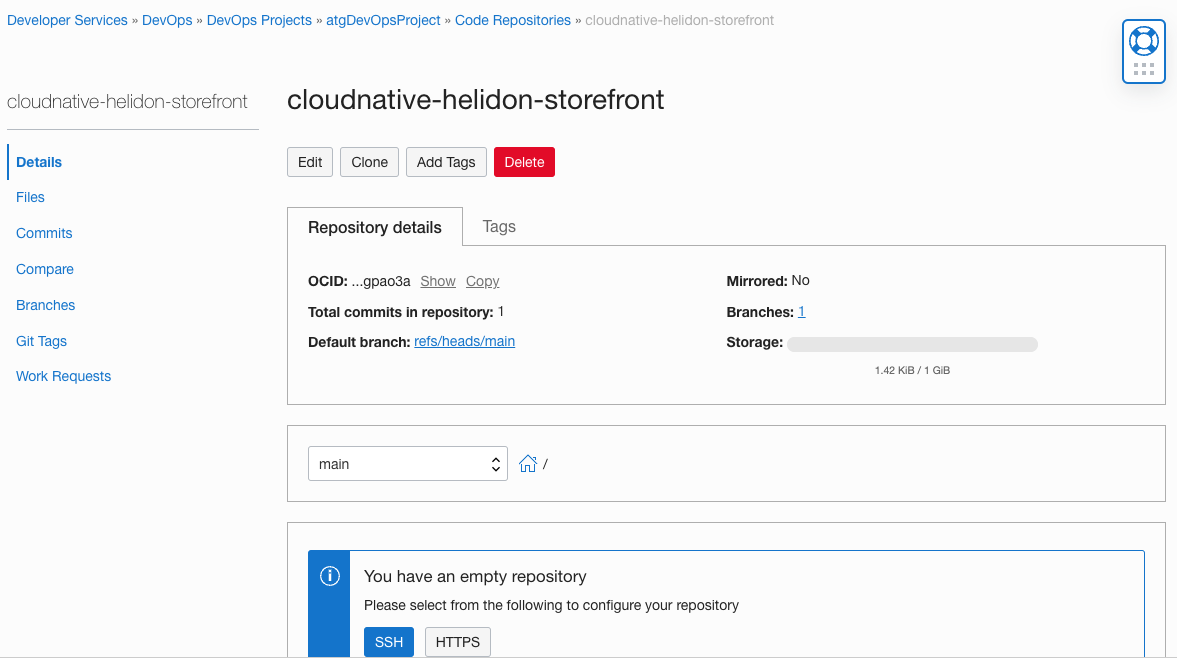 Developer Services » DevOps » DevOps Projects » atgDevOpsProject » Code Repositories » cloudnative-helidon-storefront
cloudnative-helidon-storefront
Details
Files
Commits
Compare
Branches
Git Tags
Work Requests
cloudnative-helidon-storefront
Edit Clone Add Tags Delete
Repository details Tags
OCID: ...gpao3a Show Copy
Total commits in repository: 1
Default branch: refs/heads/main
Mirrored: No
Branches: 1
Storage:
1.42 KiB / 1 GiB
main /
You have an empty repository
Please select from the following to configure your repository
SSH HTTPS